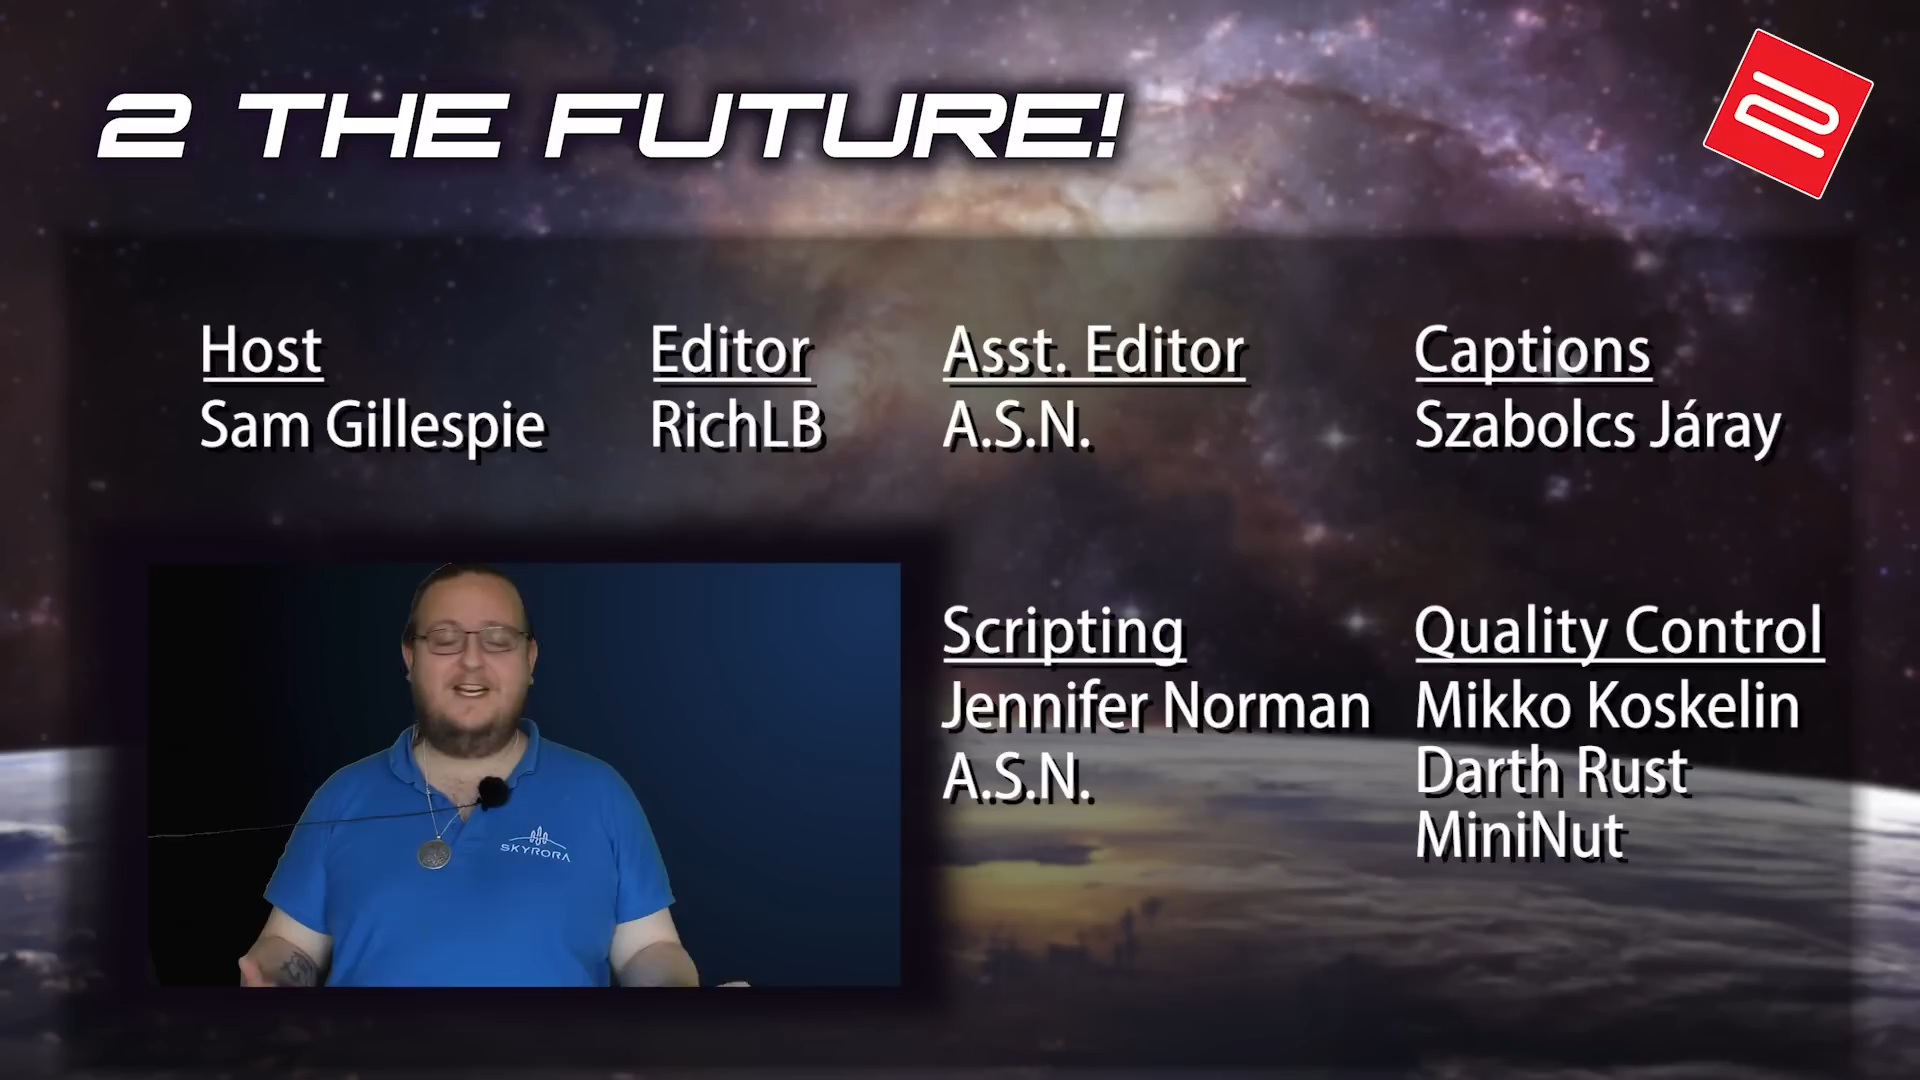 2 THE FUTURE!
Host
Sam Gillespie
Editor
RichLB
Asst. Editor
A.S.N.
Captions
Szabolcs Járay
Scripting
Jennifer Norman
A.S.N.
Quality Control
Mikko Koskelin
Darth Rust
MiniNut
SKYRORA